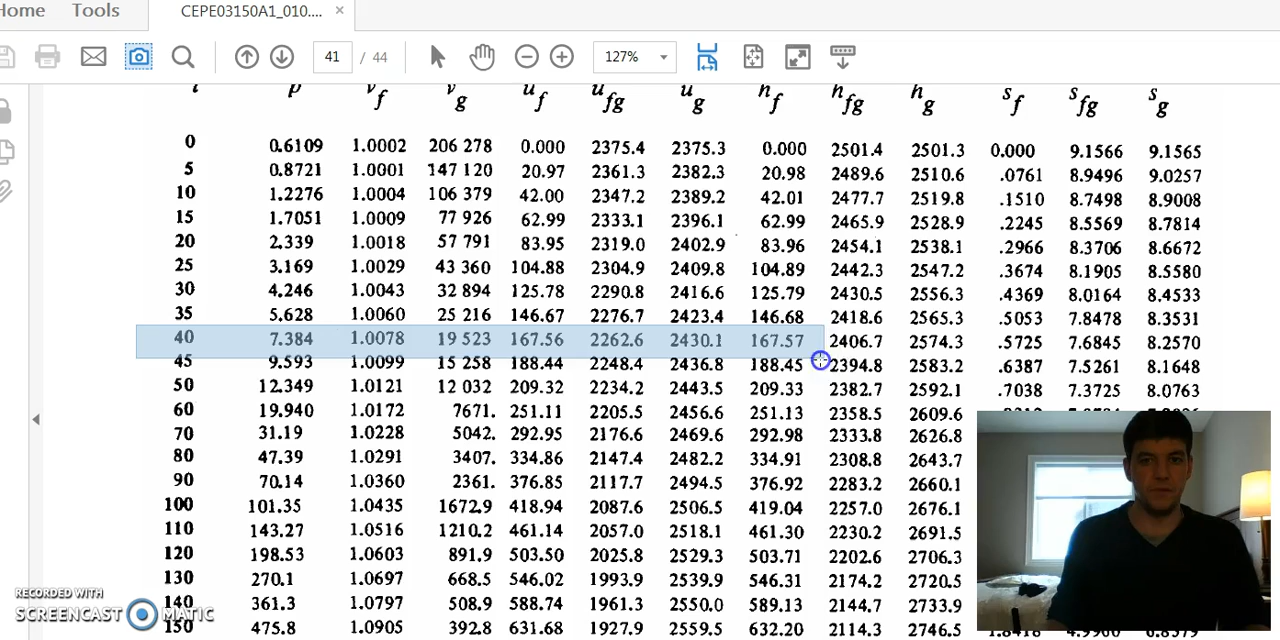 Home Tools CEPE03150A1_010.... ×
41 / 44 127%
t p v_f v_g u_f u_fg u_g h_f h_fg h_g s_f s_fg s_g
0 0.6109 1.0002 206 278 0.000 2375.4 2375.3 0.000 2501.4 2501.3 0.000 9.1566 9.1565
5 0.8721 1.0001 147 120 20.97 2361.3 2382.3 20.98 2489.6 2510.6 .0761 8.9496 9.0257
10 1.2276 1.0004 106 379 42.00 2347.2 2389.2 42.01 2477.7 2519.8 .1510 8.7498 8.9008
15 1.7051 1.0009 77 926 62.99 2333.1 2396.1 62.99 2465.9 2528.9 .2245 8.5569 8.7814
20 2.339 1.0018 57 791 83.95 2319.0 2402.9 83.96 2454.1 2538.1 .2966 8.3706 8.6672
25 3.169 1.0029 43 360 104.88 2304.9 2409.8 104.89 2442.3 2547.2 .3674 8.1905 8.5580
30 4.246 1.0043 32 894 125.78 2290.8 2416.6 125.79 2430.5 2556.3 .4369 8.0164 8.4533
35 5.628 1.0060 25 216 146.67 2276.7 2423.4 146.68 2418.6 2565.3 .5053 7.8478 8.3531
40 7.384 1.0078 19 523 167.56 2262.6 2430.1 167.57 2406.7 2574.3 .5725 7.6845 8.2570
45 9.593 1.0099 15 258 188.44 2248.4 2436.8 188.45 2394.8 2583.2 .6387 7.5261 8.1648
50 12.349 1.0121 12 032 209.32 2234.2 2443.5 209.33 2382.7 2592.1 .7038 7.3725 8.0763
60 19.940 1.0172 7671. 251.11 2205.5 2456.6 251.13 2358.5 2609.6
70 31.19 1.0228 5042. 292.95 2176.6 2469.6 292.98 2333.8 2626.8
80 47.39 1.0291 3407. 334.86 2147.4 2482.2 334.91 2308.8 2643.7
90 70.14 1.0360 2361. 376.85 2117.7 2494.5 376.92 2283.2 2660.1
100 101.35 1.0435 1672.9 418.94 2087.6 2506.5 419.04 2257.0 2676.1
110 143.27 1.0516 1210.2 461.14 2057.0 2518.1 461.30 2230.2 2691.5
120 198.53 1.0603 891.9 503.50 2025.8 2529.3 503.71 2202.6 2706.3
130 270.1 1.0697 668.5 546.02 1993.9 2539.9 546.31 2174.2 2720.5
140 361.3 1.0797 508.9 588.74 1961.3 2550.0 589.13 2144.7 2733.9
150 475.8 1.0905 392.8 631.68 1927.9 2559.5 632.20 2114.3 2746.5
RECORDED WITH
SCREENCAST MATIC